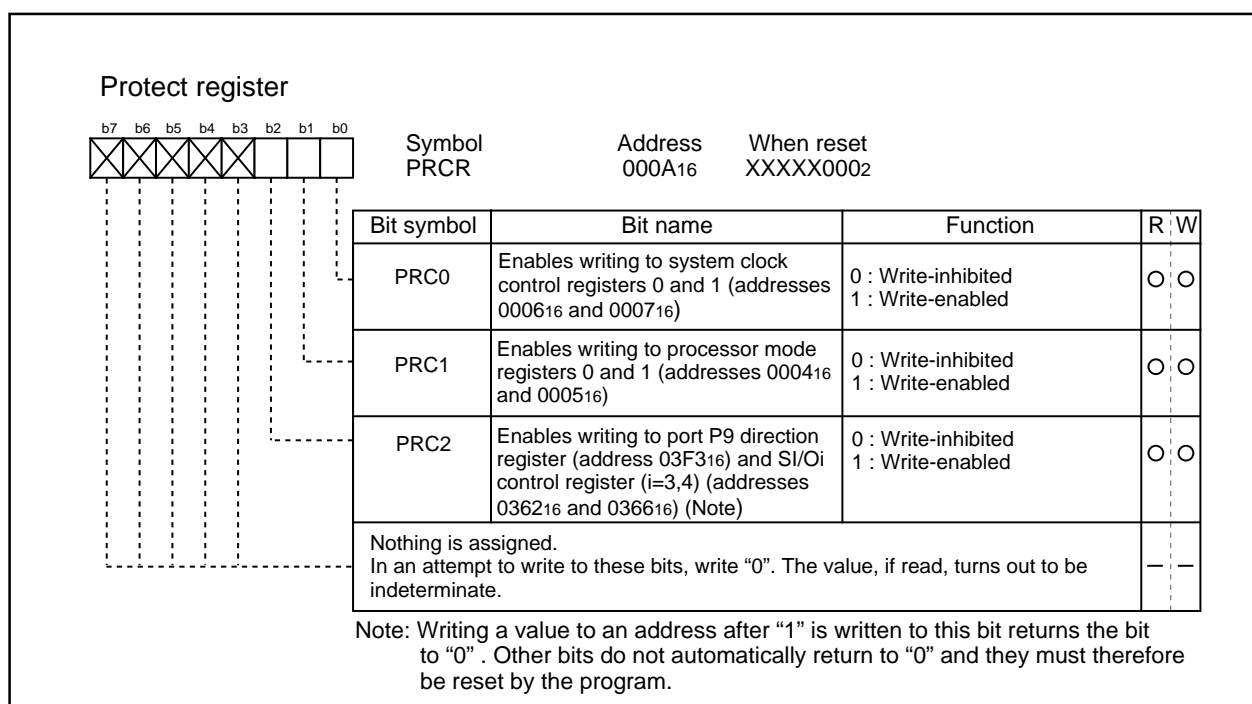 Protect register
b7 b6 b5 b4 b3 b2 b1 b0
Symbol Address When reset
PRCR 000A16 XXXXX0002
Bit symbol Bit name Function R W
PRC0
Enables writing to system clock
control registers 0 and 1 (addresses
000616 and 000716)
0 : Write-inhibited
1 : Write-enabled
PRC1
Enables writing to processor mode
registers 0 and 1 (addresses 000416
and 000516)
0 : Write-inhibited
1 : Write-enabled
PRC2
Enables writing to port P9 direction
register (address 03F316) and SI/Oi
control register (i=3,4) (addresses
036216 and 036616) (Note)
0 : Write-inhibited
1 : Write-enabled
Nothing is assigned.
In an attempt to write to these bits, write “0”. The value, if read, turns out to be
indeterminate.
Note: Writing a value to an address after “1” is written to this bit returns the bit
to “0” . Other bits do not automatically return to “0” and they must therefore
be reset by the program.